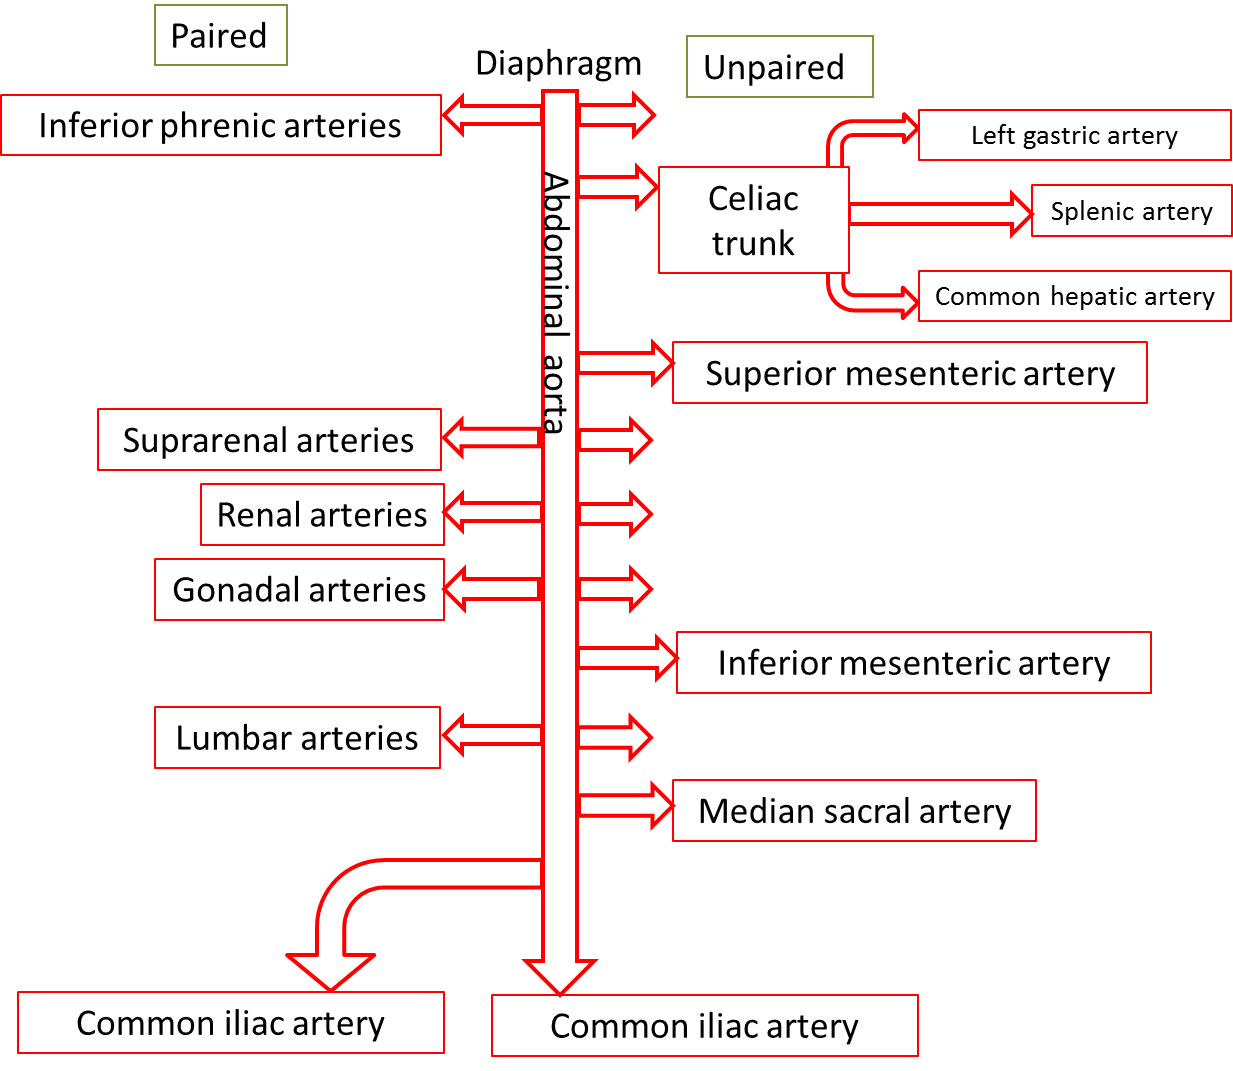 Paired
Diaphragm
Unpaired
Inferior phrenic arteries
Left gastric artery
Abdominal aorta
Celiac
trunk
Splenic artery
Common hepatic artery
Superior mesenteric artery
Suprarenal arteries
Renal arteries
Gonadal arteries
Inferior mesenteric artery
Lumbar arteries
Median sacral artery
Common iliac artery
Common iliac artery